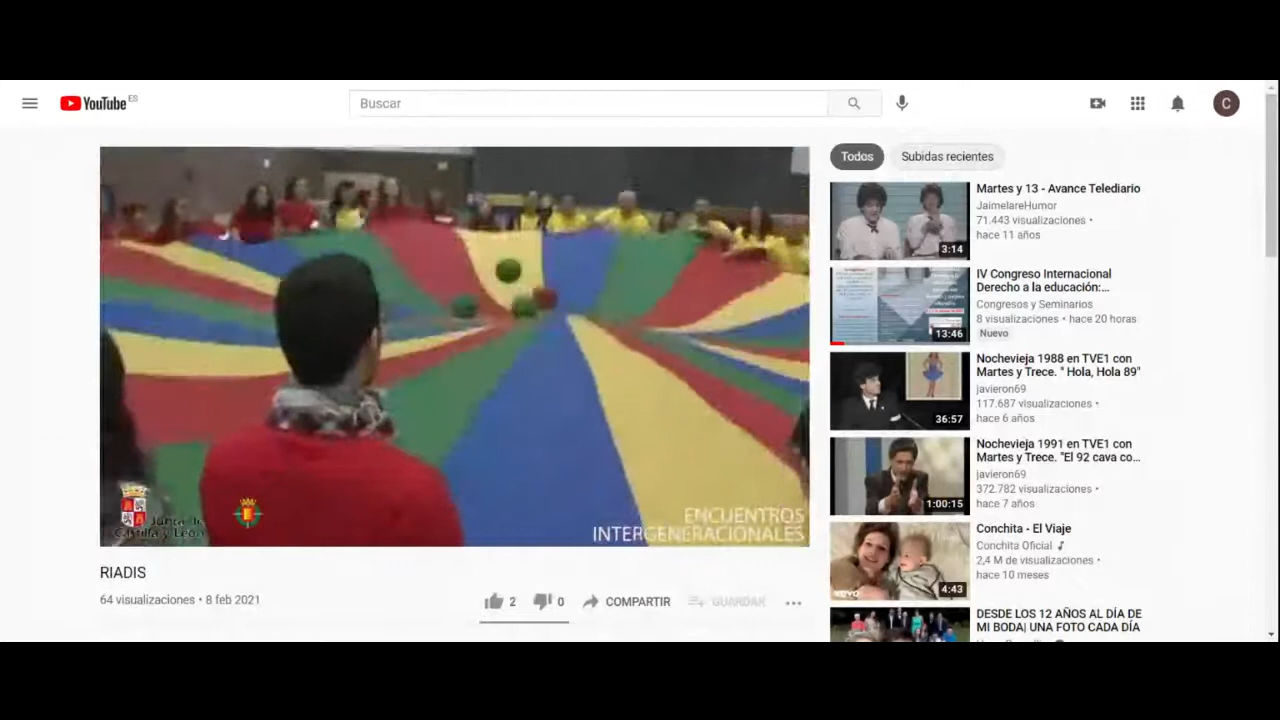 YouTube ES
Buscar
C
Todos
Subidas recientes
Junta de
Castilla y León
ENCUENTROS
INTERGENERACIONALES
RIADIS
64 visualizaciones • 8 feb 2021
2
0
COMPARTIR
GUARDAR
3:14
Martes y 13 - Avance Telediario
JaimelareHumor
71.443 visualizaciones •
hace 11 años
13:46
IV Congreso Internacional
Derecho a la educación:...
Congresos y Seminarios
8 visualizaciones • hace 20 horas
Nuevo
36:57
Nochevieja 1988 en TVE1 con
Martes y Trece. " Hola, Hola 89"
javieron69
117.687 visualizaciones •
hace 6 años
1:00:15
Nochevieja 1991 en TVE1 con
Martes y Trece. "El 92 cava co...
javieron69
372.782 visualizaciones •
hace 7 años
vevo
4:43
Conchita - El Viaje
Conchita Oficial
2,4 M de visualizaciones •
hace 10 meses
DESDE LOS 12 AÑOS AL DÍA DE
MI BODA| UNA FOTO CADA DÍA